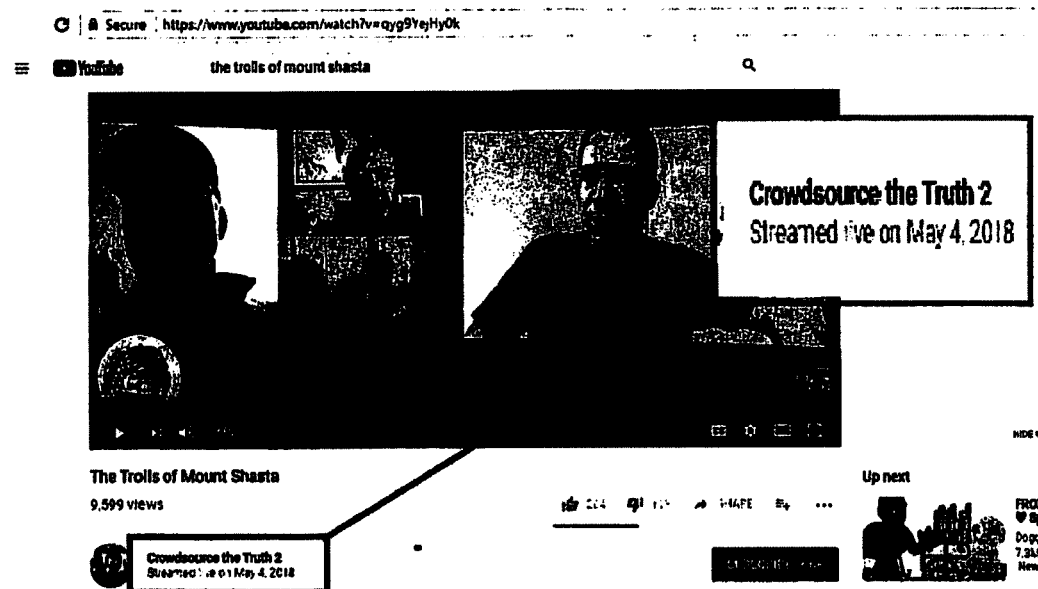 Secure https://www.youtube.com/watch?v=qyg9YejHy0k
YouTube the trolls of mount shasta
Crowdsource the Truth 2
Streamed live on May 4, 2018
HIDE
The Trolls of Mount Shasta
Up next
9,599 views
SHARE
Crowdsource the Truth 2
Streamed live on May 4, 2018